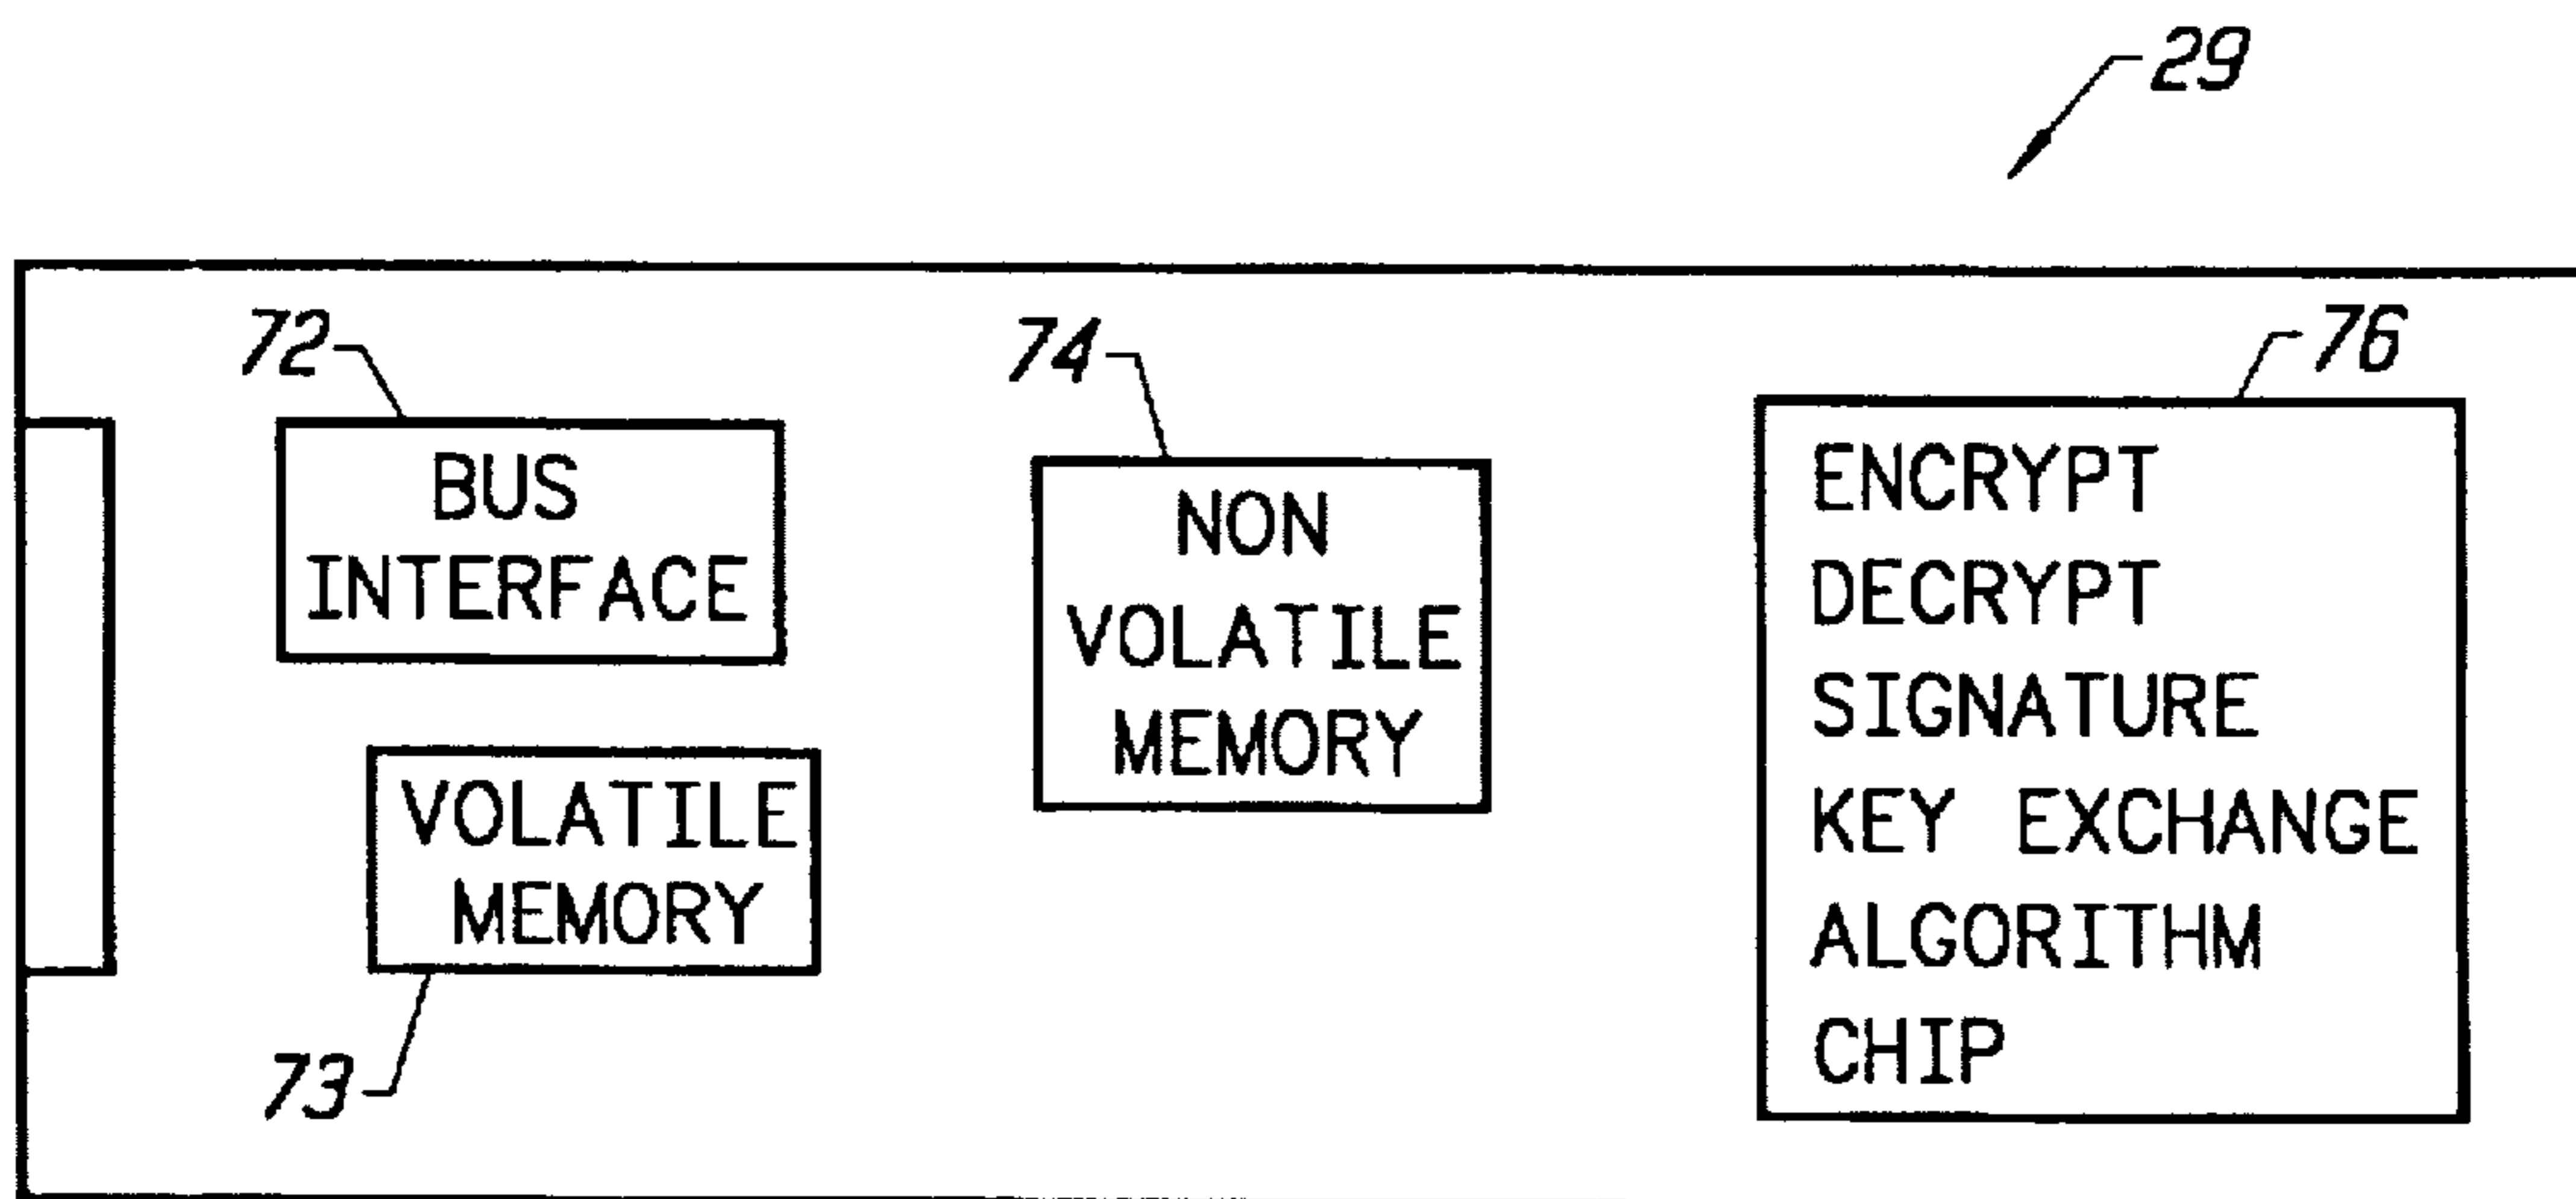 29
72
BUS
INTERFACE
74
NON
VOLATILE
MEMORY
76
ENCRYPT
DECRYPT
SIGNATURE
KEY EXCHANGE
ALGORITHM
CHIP
VOLATILE
MEMORY
73